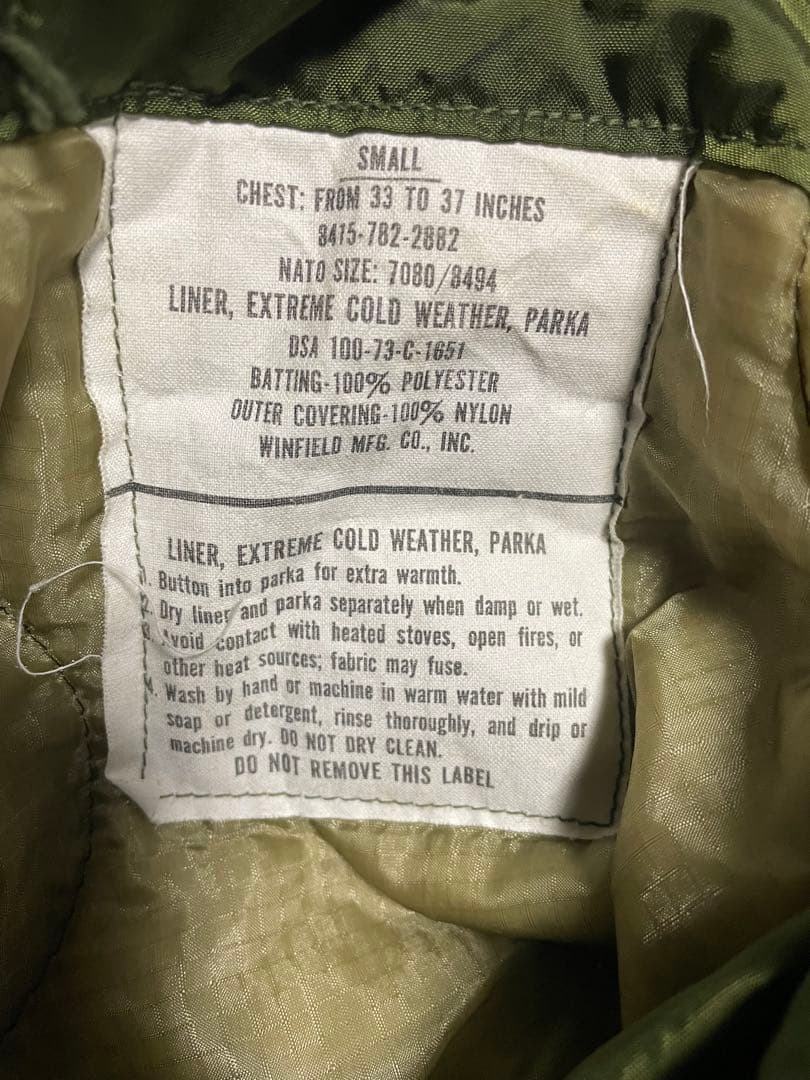 SMALL
CHEST: FROM 33 TO 37 INCHES
8415-782-2882
NATO SIZE: 7080/8494
LINER, EXTREME COLD WEATHER, PARKA
DSA 100-73-C-1651
BATTING-100% POLYESTER
OUTER COVERING-100% NYLON
WINFIELD MFG. CO., INC.
LINER, EXTREME COLD WEATHER, PARKA
1. Button into parka for extra warmth.
2. Dry liner and parka separately when damp or wet.
3. Avoid contact with heated stoves, open fires, or
other heat sources; fabric may fuse.
4. Wash by hand or machine in warm water with mild
soap or detergent, rinse thoroughly, and drip or
machine dry. DO NOT DRY CLEAN.
DO NOT REMOVE THIS LABEL